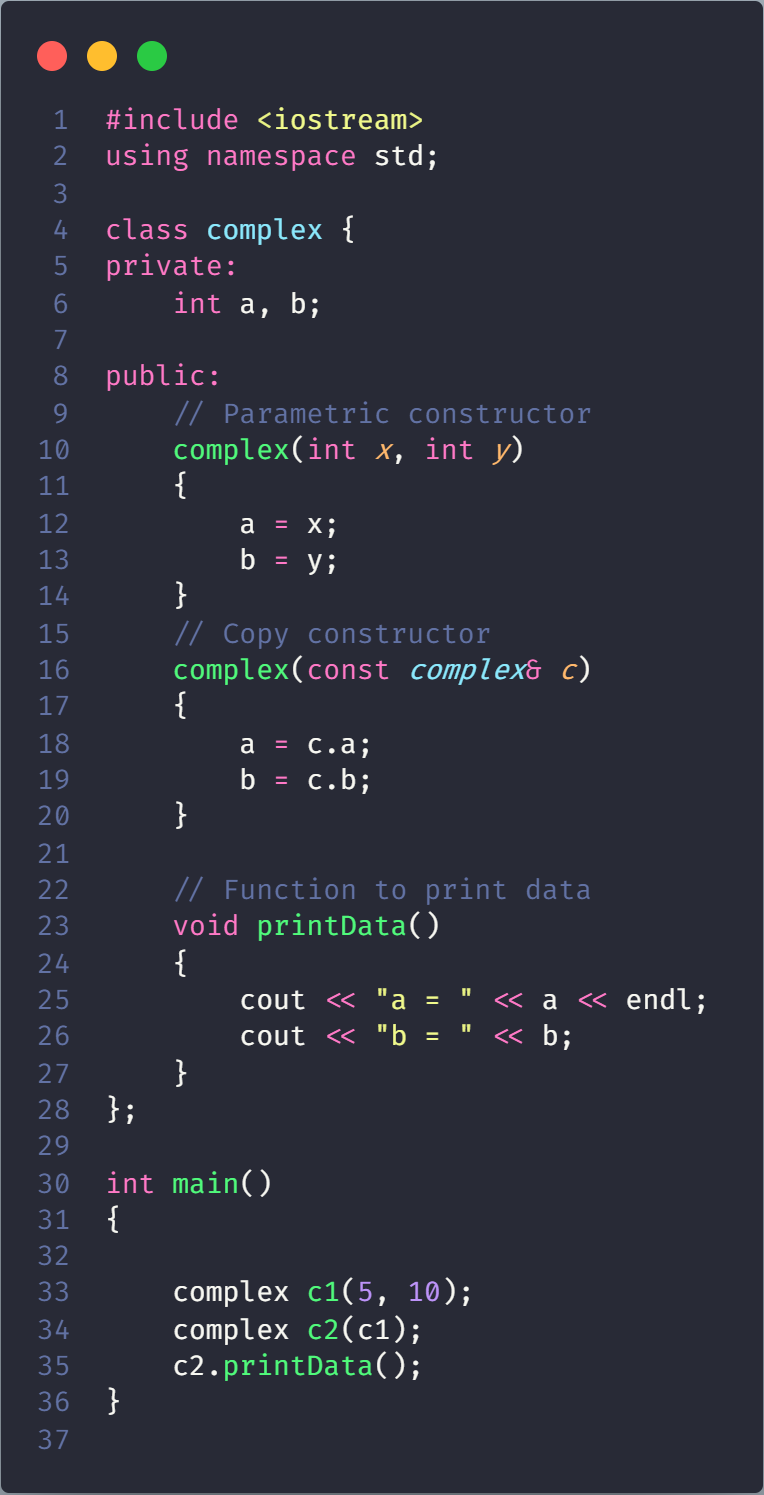 1 #include <iostream>
2 using namespace std;
3
4 class complex {
5 private:
6     int a, b;
7
8 public:
9     // Parametric constructor
10     complex(int x, int y)
11     {
12         a = x;
13         b = y;
14     }
15     // Copy constructor
16     complex(const complex& c)
17     {
18         a = c.a;
19         b = c.b;
20     }
21
22     // Function to print data
23     void printData()
24     {
25         cout << "a = " << a << endl;
26         cout << "b = " << b;
27     }
28 };
29
30 int main()
31 {
32
33     complex c1(5, 10);
34     complex c2(c1);
35     c2.printData();
36 }
37